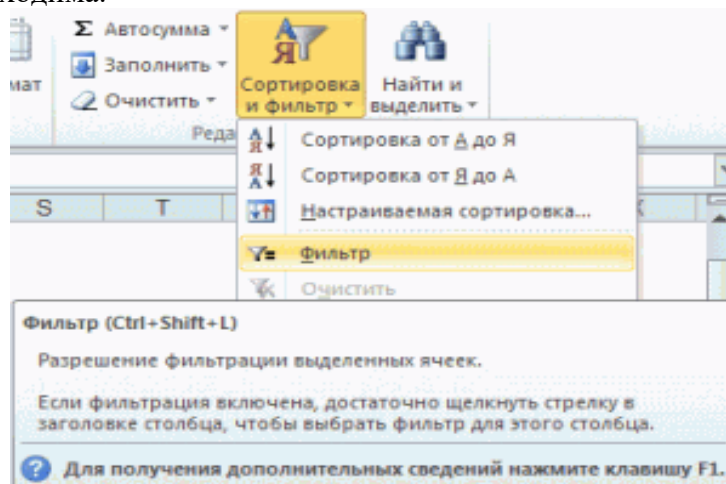 Σ Автосумма
Заполнить
Очистить
Сортировка и фильтр
Найти и выделить
Сортировка от А до Я
Сортировка от Я до А
S T
Настраиваемая сортировка...
Фильтр
Очистить
Фильтр (Ctrl+Shift+L)
Разрешение фильтрации выделенных ячеек.
Если фильтрация включена, достаточно щелкнуть стрелку в
заголовке столбца, чтобы выбрать фильтр для этого столбца.
Для получения дополнительных сведений нажмите клавишу F1.